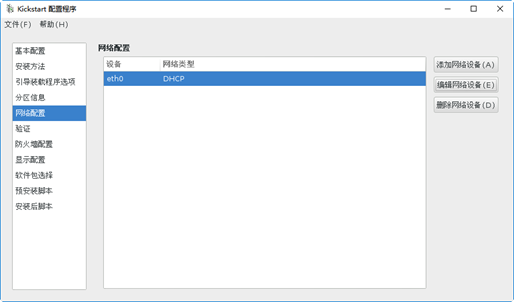 Kickstart 配置程序
文件(F) 帮助(H)
基本配置
安装方法
引导装载程序选项
分区信息
网络配置
验证
防火墙配置
显示配置
软件包选择
预安装脚本
安装后脚本
网络配置
设备 网络类型
eth0 DHCP
添加网络设备(A)
编辑网络设备(E)
删除网络设备(D)